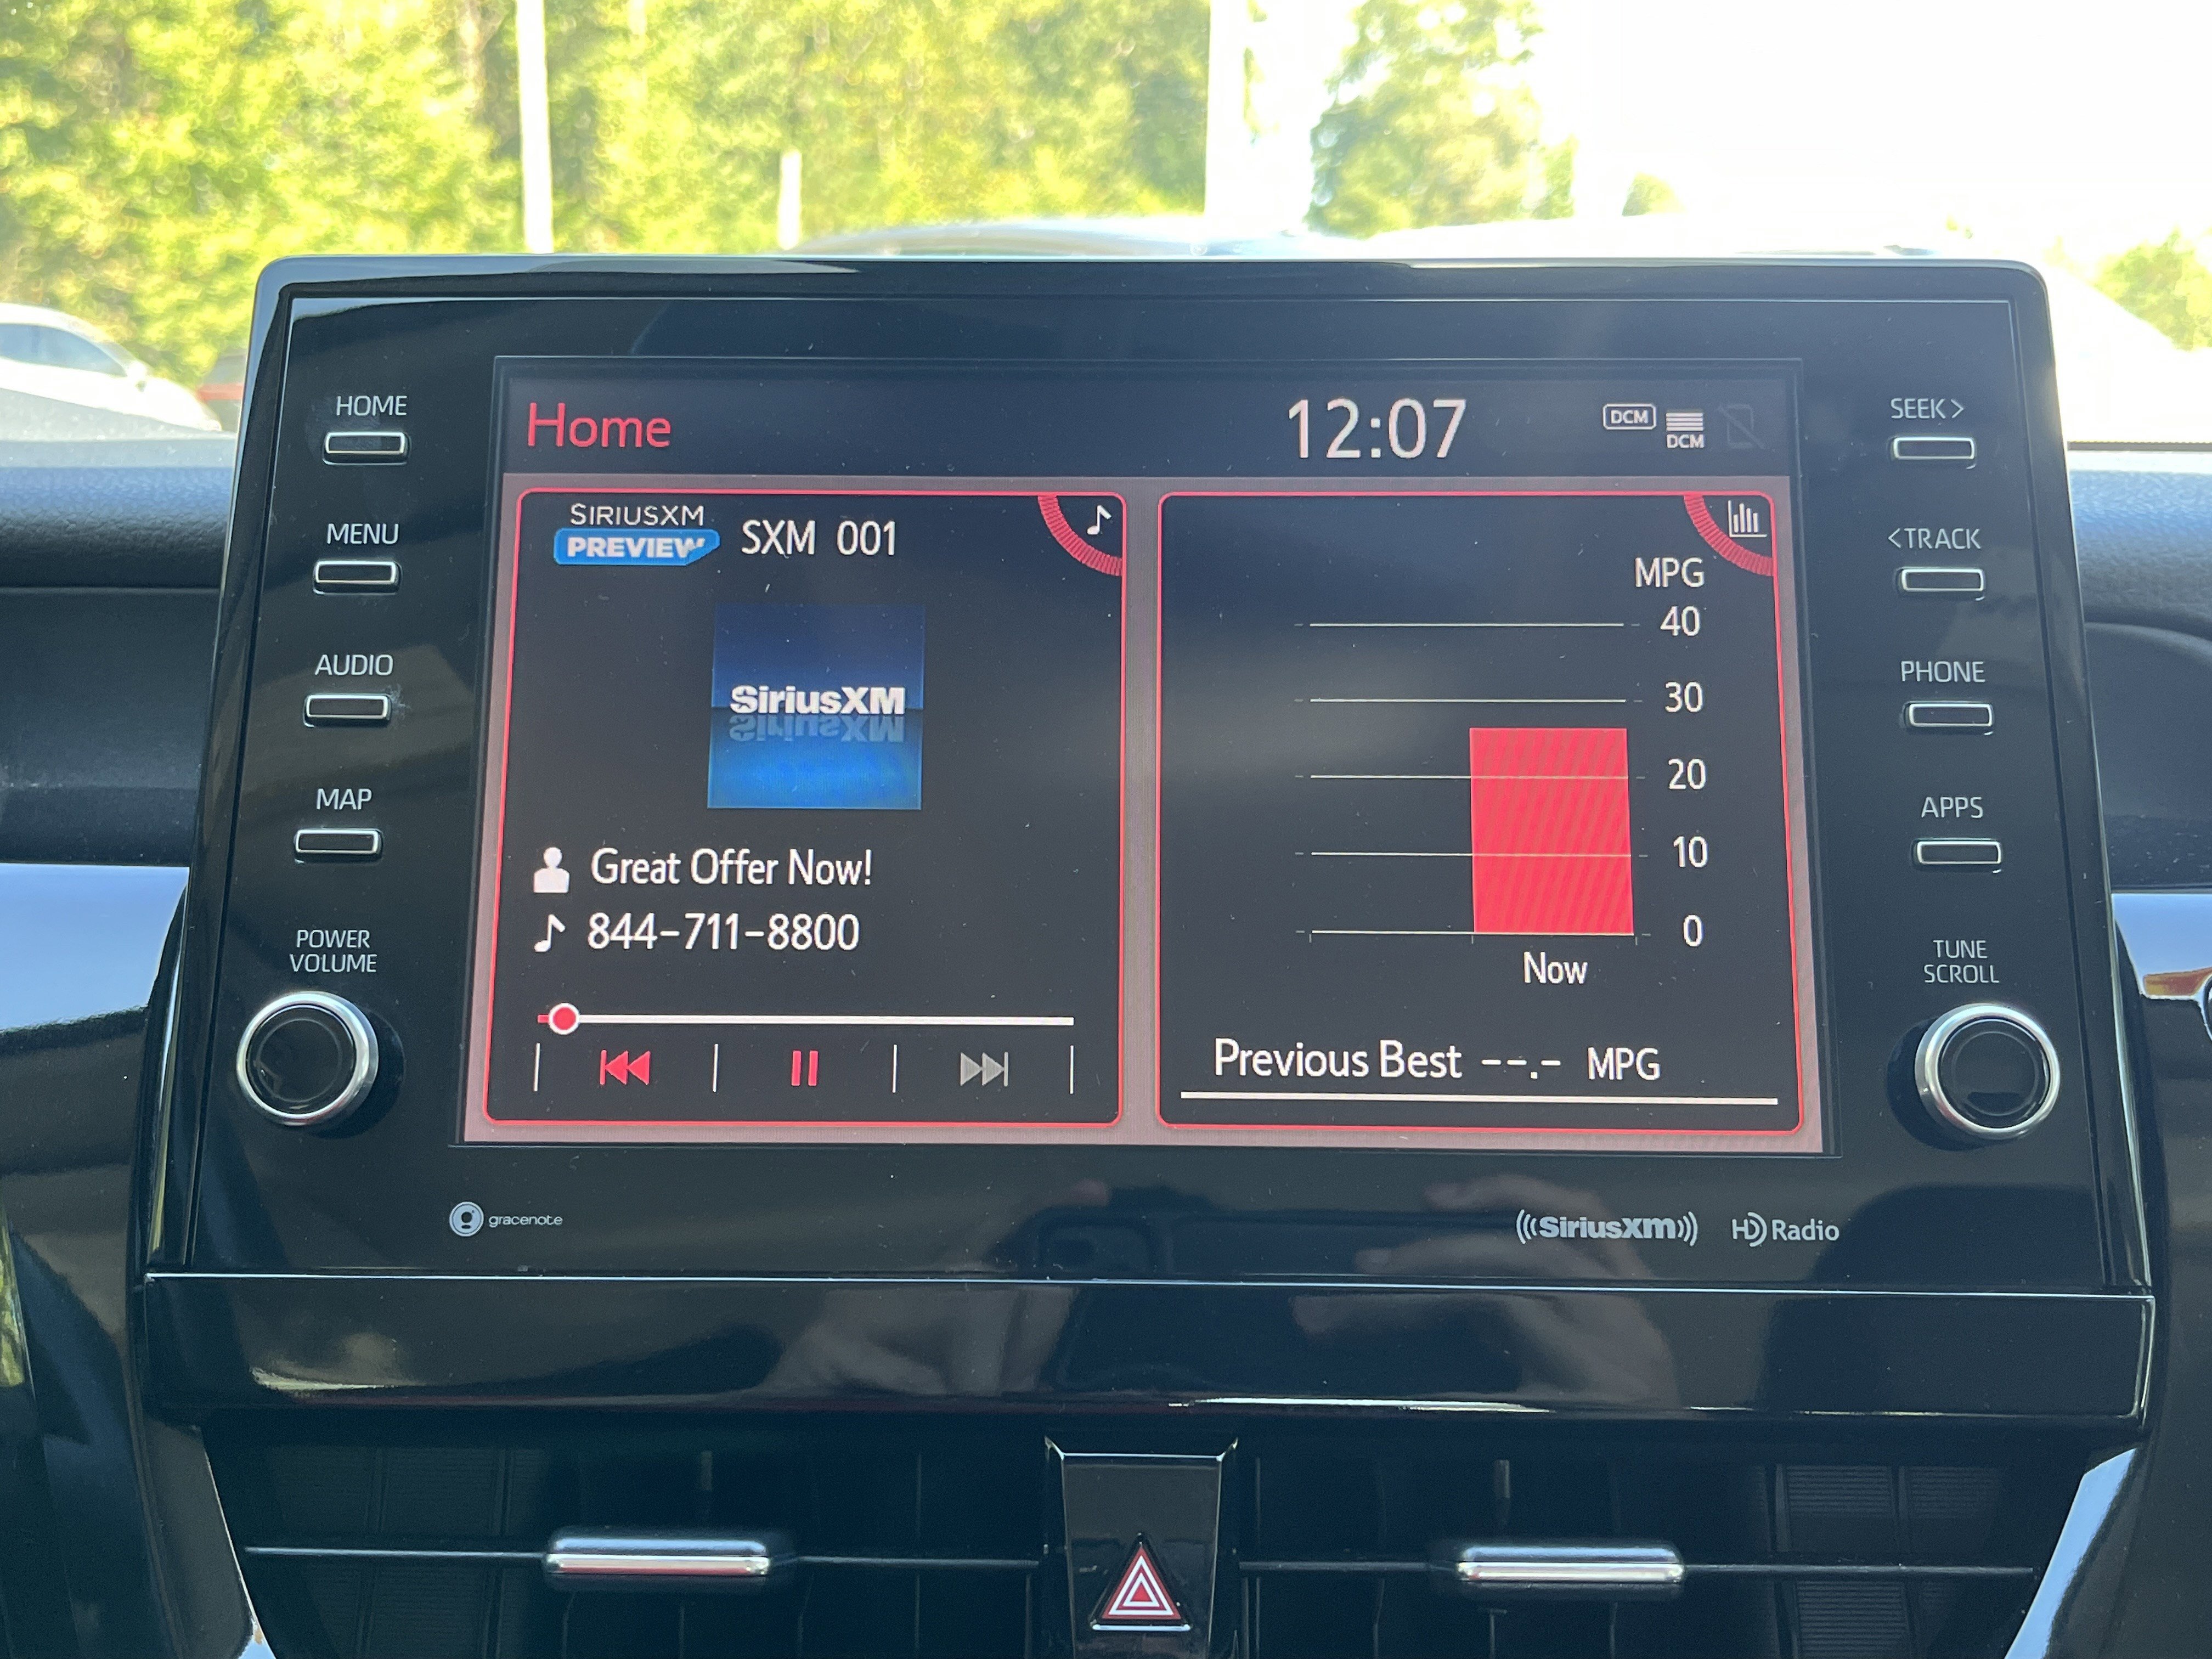 HOME
MENU
AUDIO
MAP
POWER
VOLUME
Home
12:07
DCM
DCM
SIRIUSXM
PREVIEW
SXM 001
SiriusXM
Great Offer Now!
844-711-8800
MPG
40
30
20
10
0
Now
Previous Best --.- MPG
SEEK >
< TRACK
PHONE
APPS
TUNE
SCROLL
gracenote
((SiriusXM))
HD Radio